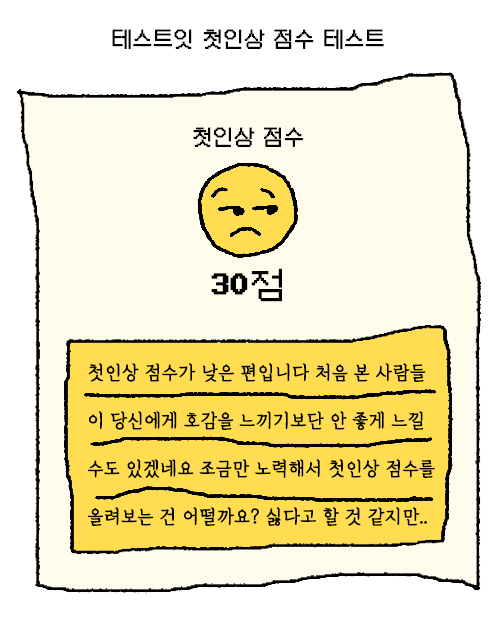 테스트잇 첫인상 점수 테스트
첫인상 점수
30점
첫인상 점수가 낮은 편입니다 처음 본 사람들
이 당신에게 호감을 느끼기보단 안 좋게 느낄
수도 있겠네요 조금만 노력해서 첫인상 점수를
올려보는 건 어떨까요? 싫다고 할 것 같지만..